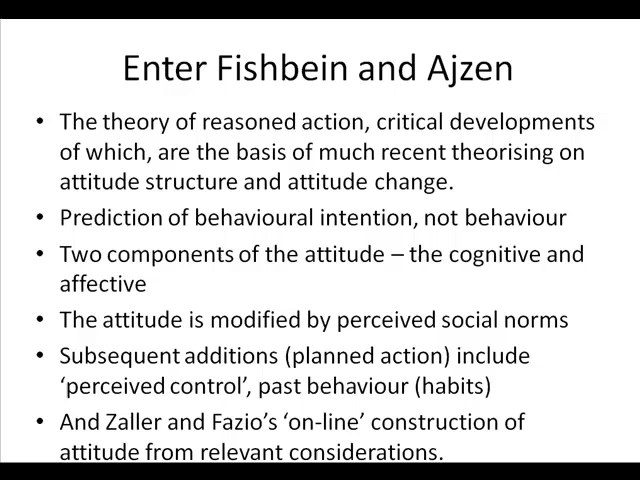 Enter Fishbein and Ajzen
• The theory of reasoned action, critical developments
of which, are the basis of much recent theorising on
attitude structure and attitude change.
• Prediction of behavioural intention, not behaviour
• Two components of the attitude – the cognitive and
affective
• The attitude is modified by perceived social norms
• Subsequent additions (planned action) include
‘perceived control’, past behaviour (habits)
• And Zaller and Fazio’s ‘on-line’ construction of
attitude from relevant considerations.